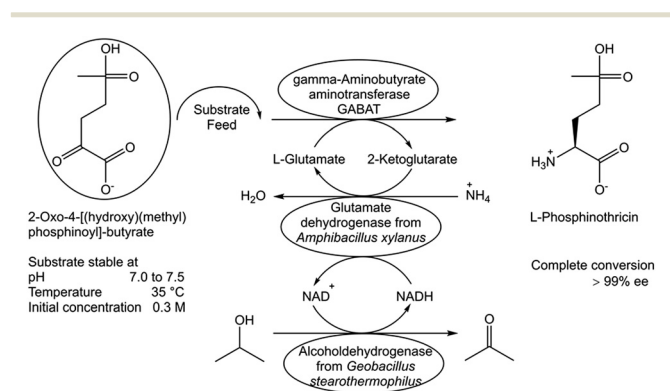 OH
O
O
O
O-
Substrate
Feed
gamma-Aminobutyrate
aminotransferase
GABAT
L-Glutamate
2-Ketoglutarate
OH
O
H3N+
O
O-
H2O
NH4+
Glutamate
dehydrogenase from
Amphibacillus xylanus
2-Oxo-4-[(hydroxy)(methyl)
phosphinoyl]-butyrate
L-Phosphinothricin
Substrate stable at
pH 7.0 to 7.5
Temperature 35 °C
Initial concentration 0.3 M
Complete conversion
> 99% ee
NAD+
NADH
OH
O
Alcoholdehydrogenase
from Geobacillus
stearothermophilus